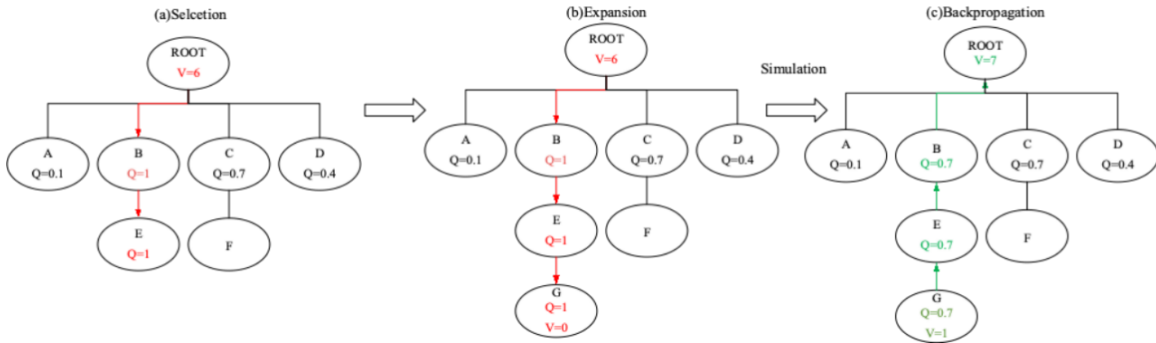 (a)Selcetion
ROOT
V=6
A
Q=0.1
B
Q=1
C
Q=0.7
D
Q=0.4
E
Q=1
F
(b)Expansion
ROOT
V=6
A
Q=0.1
B
Q=1
C
Q=0.7
D
Q=0.4
E
Q=1
F
G
Q=1
V=0
Simulation
(c)Backpropagation
ROOT
V=7
A
Q=0.1
B
Q=0.7
C
Q=0.7
D
Q=0.4
E
Q=0.7
F
G
Q=0.7
V=1